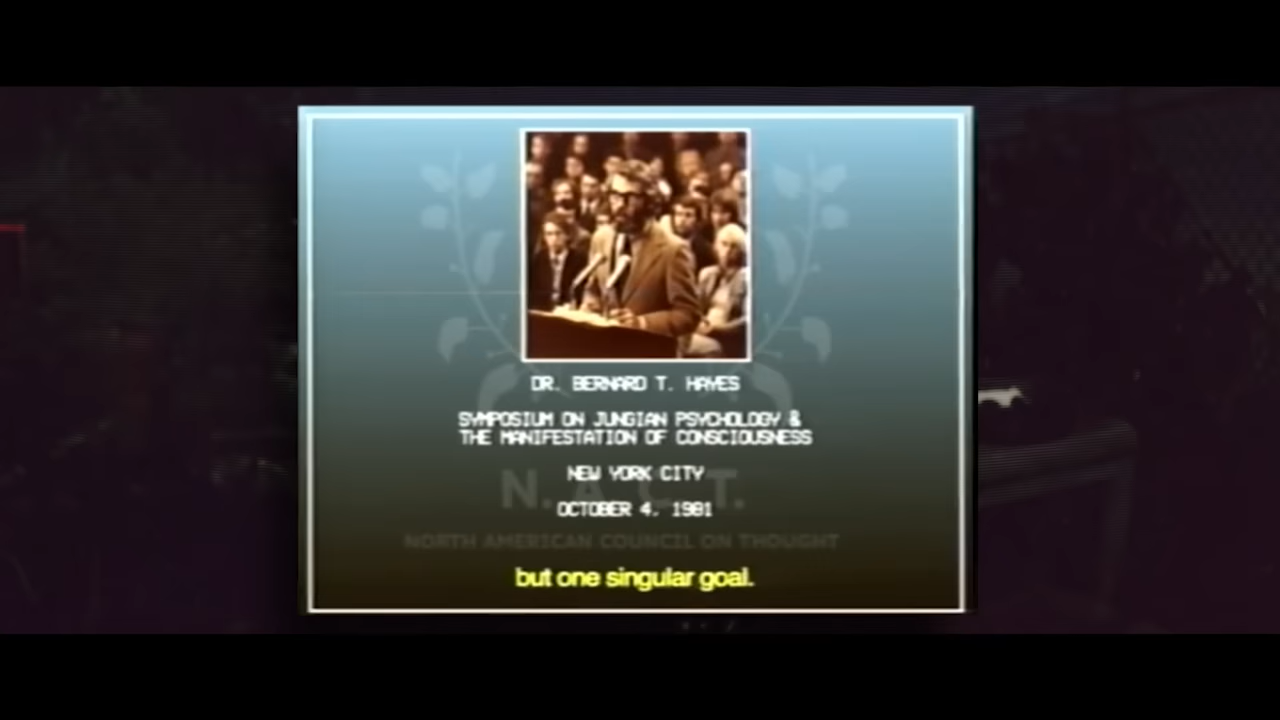 DR. BERNARD T. HAYES
SYMPOSIUM ON JUNGIAN PSYCHOLOGY &
THE MANIFESTATION OF CONSCIOUSNESS
NEW YORK CITY
N. A. C. T.
OCTOBER 4, 1981
NORTH AMERICAN COUNCIL ON THOUGHT
but one singular goal.